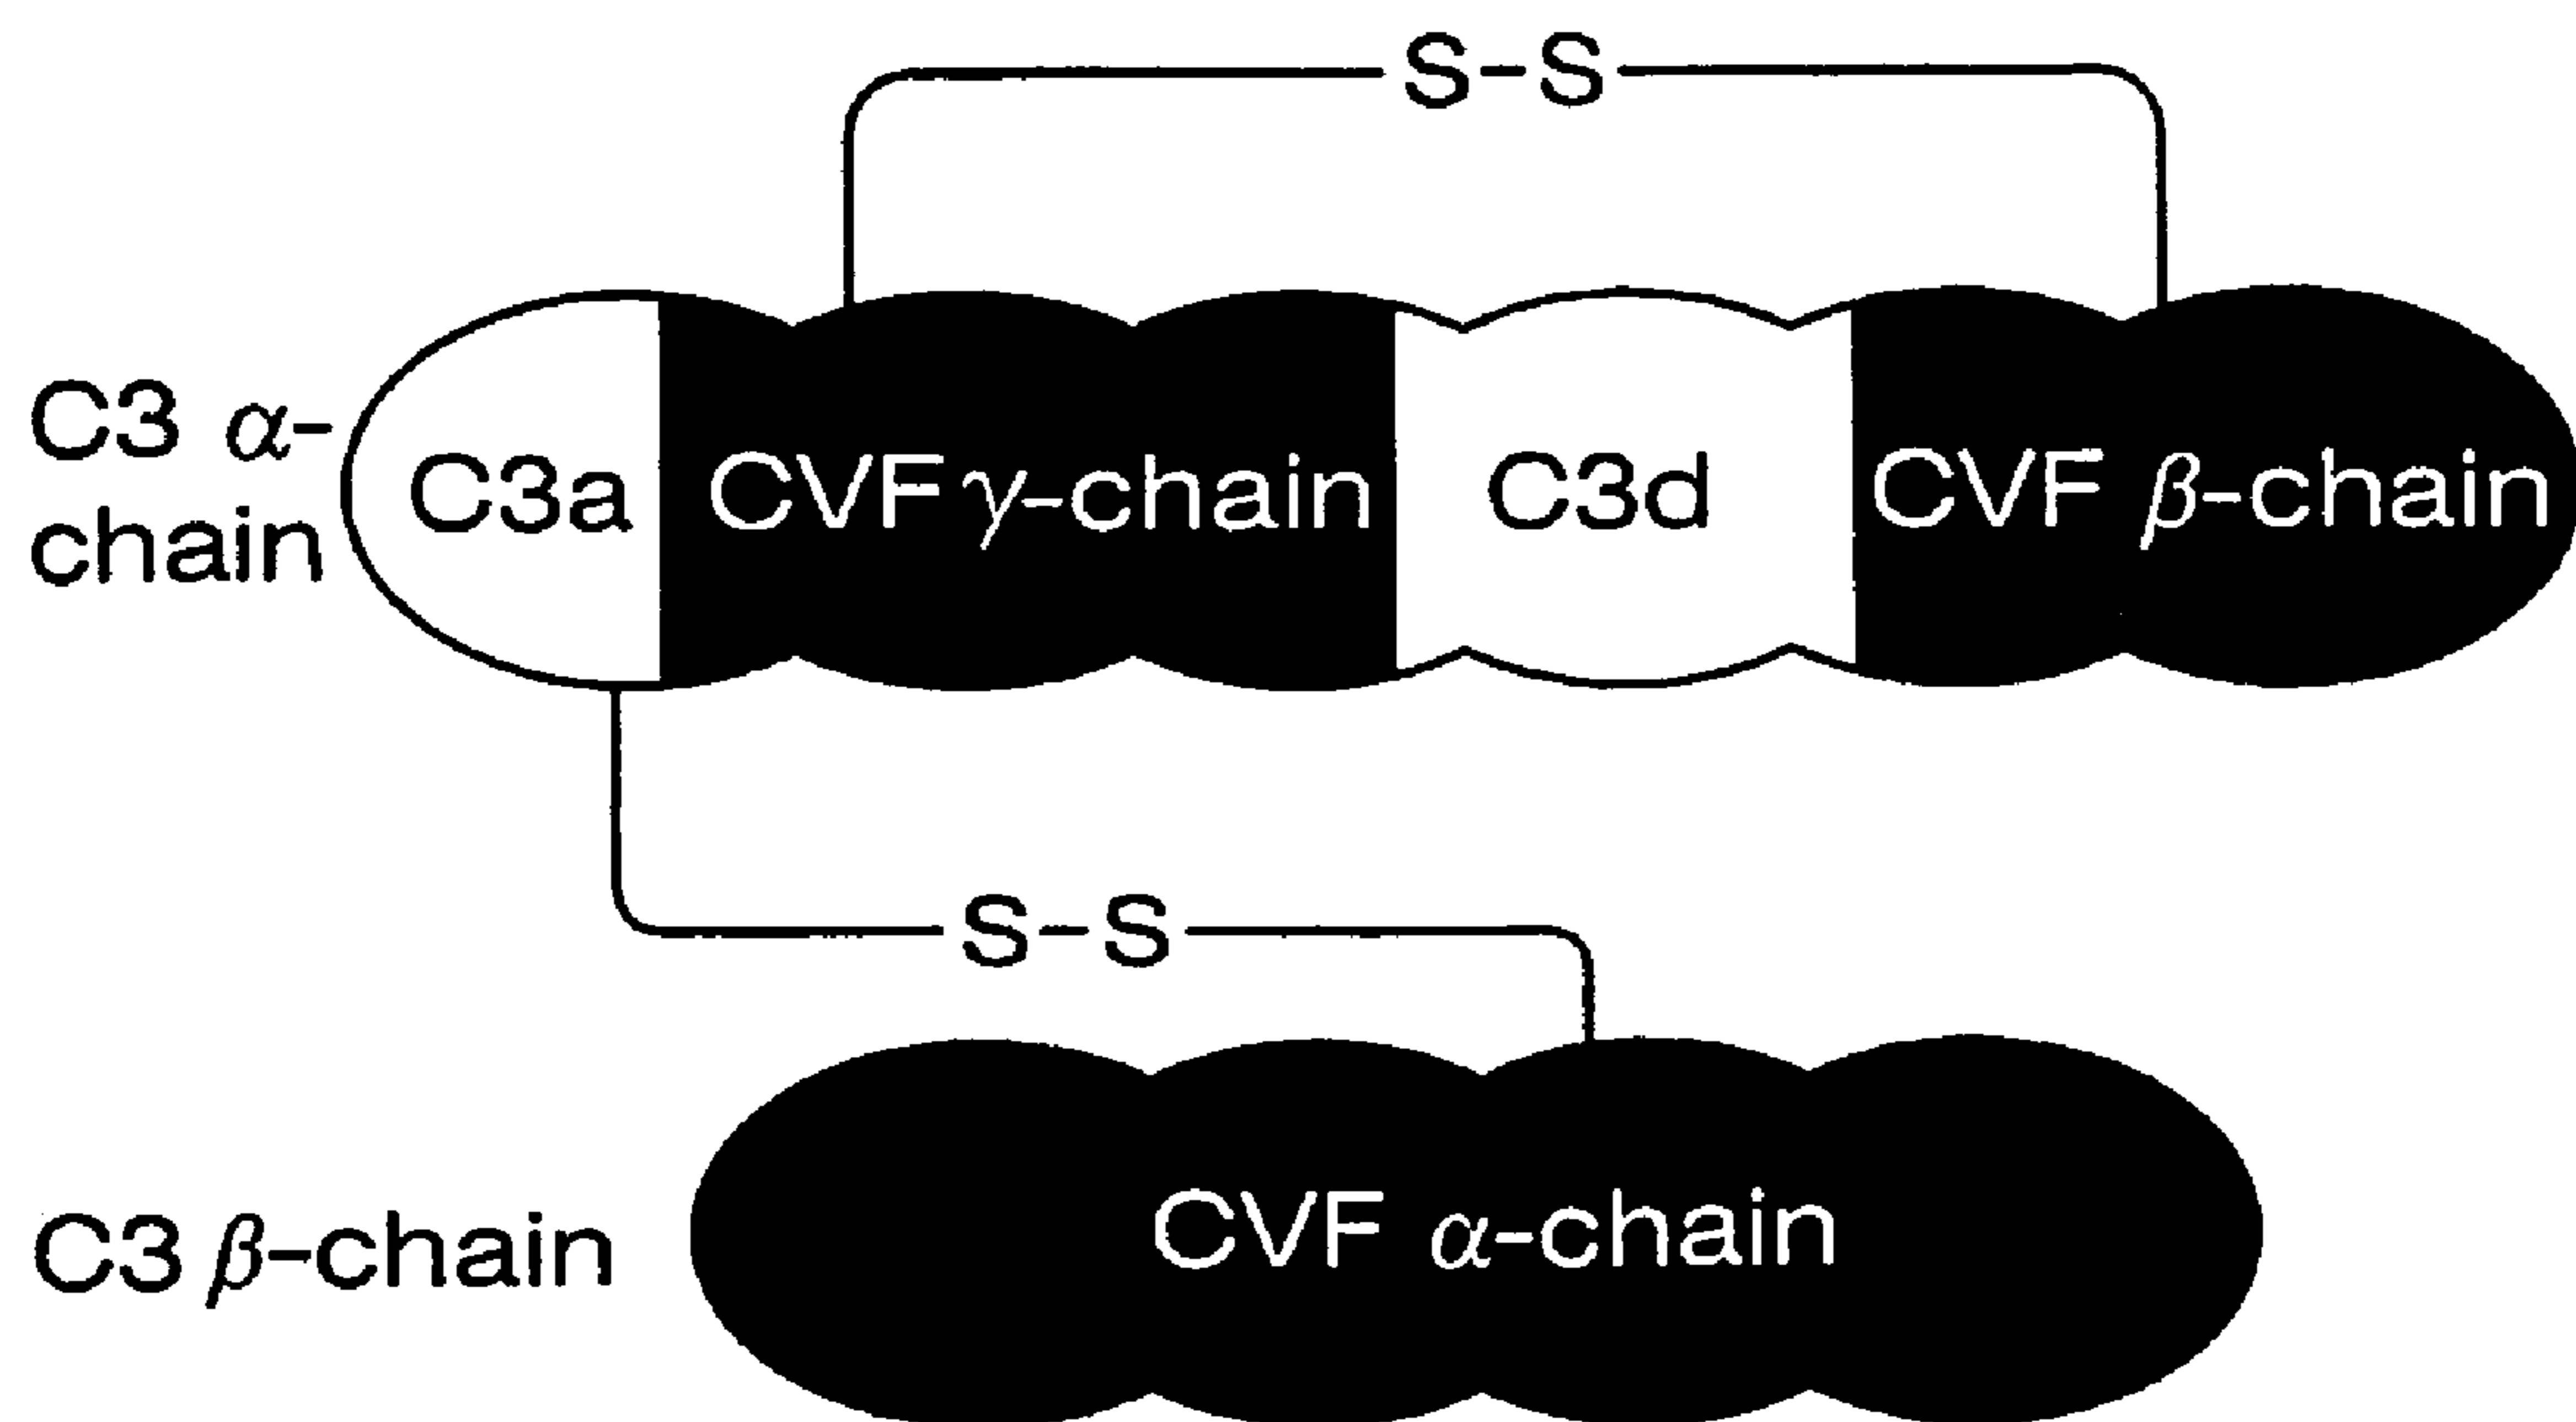 S-S
C3 α-
chain
C3a
CVF γ-chain
C3d
CVF β-chain
S-S
C3 β-chain
CVF α-chain